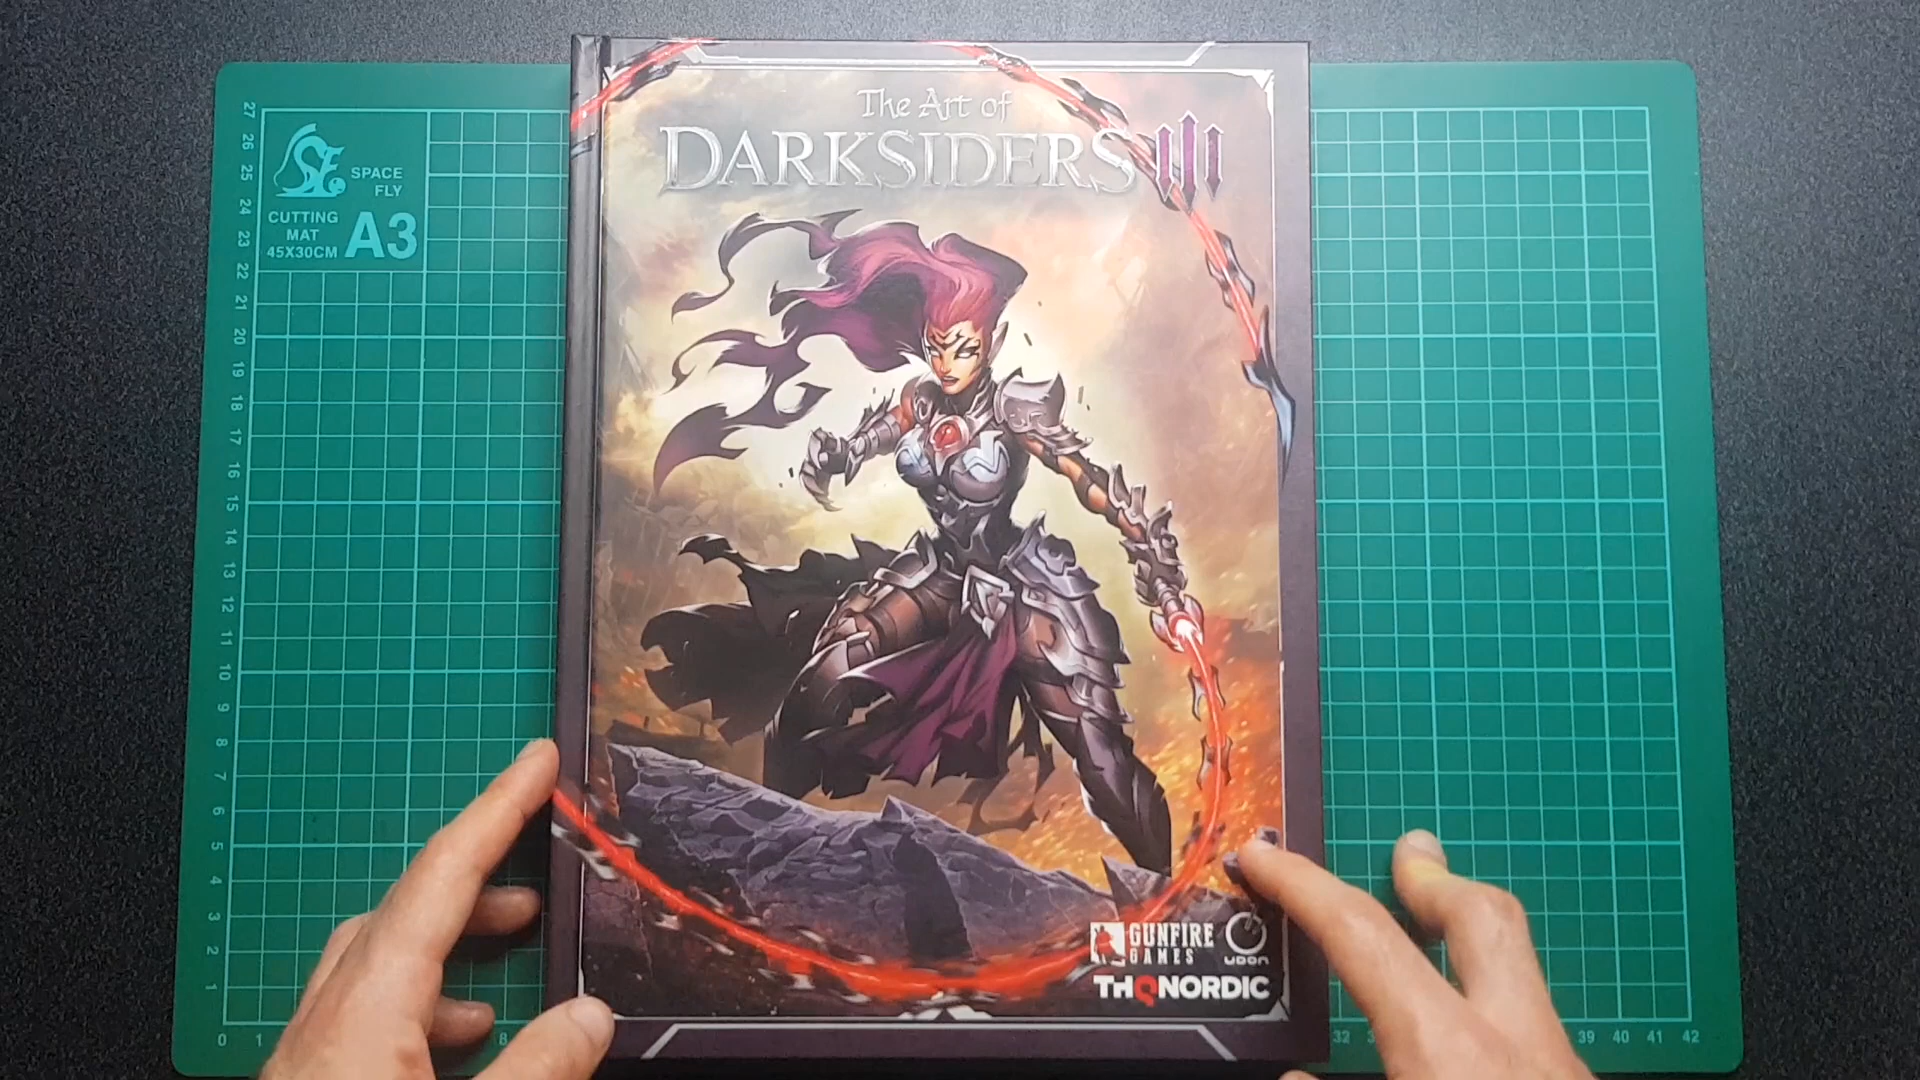 The Art of
DARKSIDERS III
SPACE
FLY
CUTTING
MAT
45X30CM
A3
27
26
25
24
23
22
21
20
19
18
17
16
15
14
13
12
11
10
9
8
7
6
5
4
3
2
1
0 1 8 32 39 40 41 42
GUNFIRE
GAMES
UDON
THQNORDIC